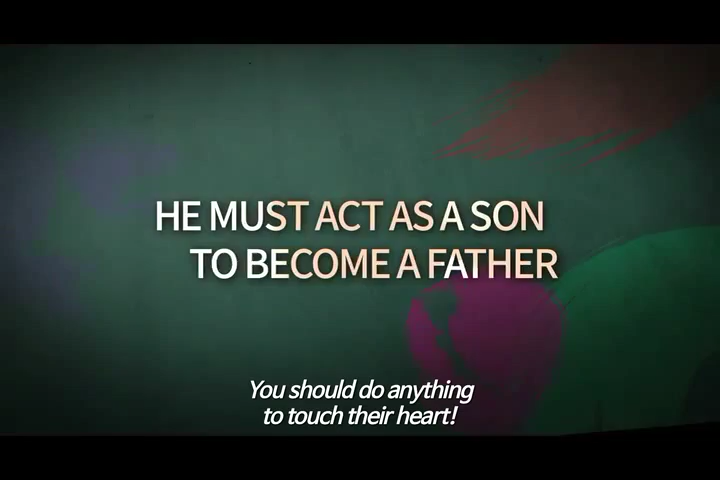 HE MUST ACT AS A SON
TO BECOME A FATHER
You should do anything
to touch their heart!